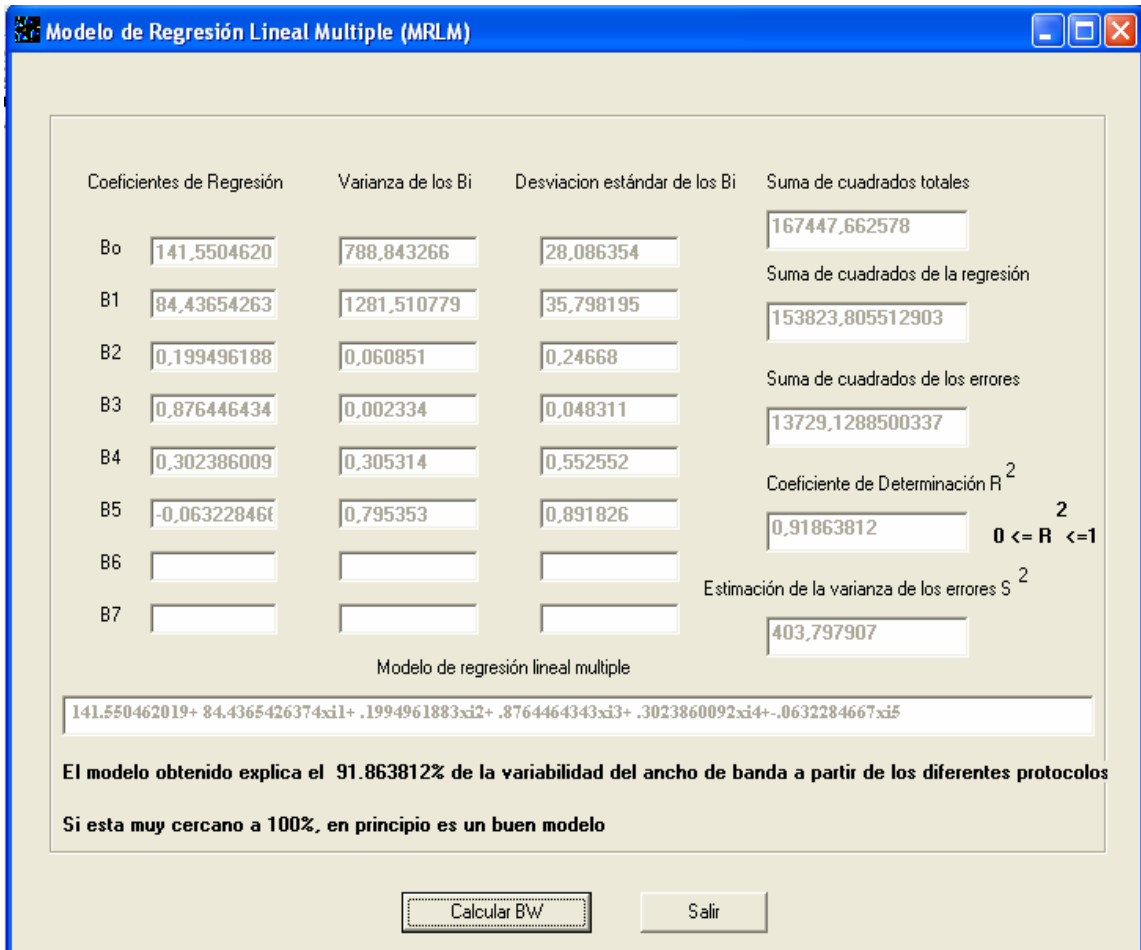 Modelo de Regresión Lineal Multiple (MRLM)
Coeficientes de Regresión Varianza de los Bi Desviacion estándar de los Bi Suma de cuadrados totales
167447,662578
Bo 141,5504620 788,843266 28,086354
Suma de cuadrados de la regresión
B1 84,43654263 1281,510779 35,798195
153823,805512903
B2 0,199496188 0,060851 0,24668
Suma de cuadrados de los errores
B3 0,876446434 0,002334 0,048311
13729,1288500337
B4 0,302386009 0,305314 0,552552
Coeficiente de Determinación R 2
B5 -0,063228466 0,795353 0,891826
0,91863812 0 <= R 2 <=1
B6
Estimación de la varianza de los errores S 2
B7
403,797907
Modelo de regresión lineal multiple
141.550462019+ 84.4365426374xi1+ .1994961883xi2+ .8764464343xi3+ .3023860092xi4+-.0632284667xi5
El modelo obtenido explica el 91.863812% de la variabilidad del ancho de banda a partir de los diferentes protocolos
Si esta muy cercano a 100%, en principio es un buen modelo
Calcular BW Salir